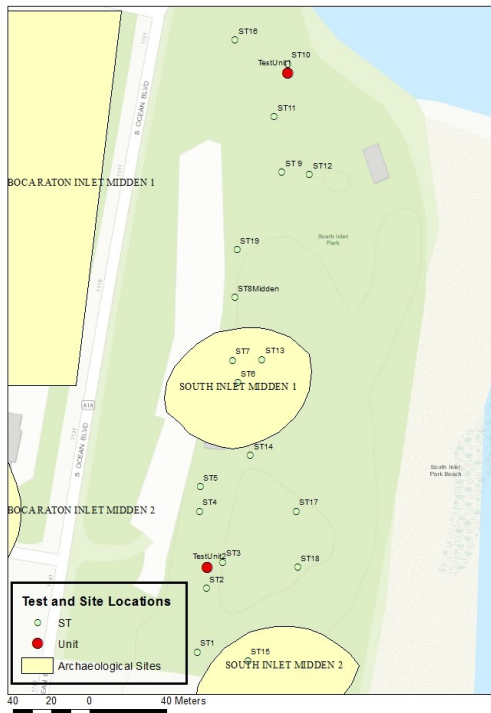 ST16
ST10
TestUnit1
ST11
S OCEAN BLVD
ST 9
ST12
BOCARATON INLET MIDDEN 1
South Inlet
Park
ST19
ST8Midden
ST7
ST13
ST6
SOUTH INLET MIDDEN 1
A1A
S OCEAN BLVD
ST14
South Inlet
Park Beach
ST5
ST4
ST17
BOCARATON INLET MIDDEN 2
TestUnit2
ST3
ST18
ST2
Test and Site Locations
ST
Unit
Archaeological Sites
ST1
ST15
SOUTH INLET MIDDEN 2
40 20 0 40 Meters